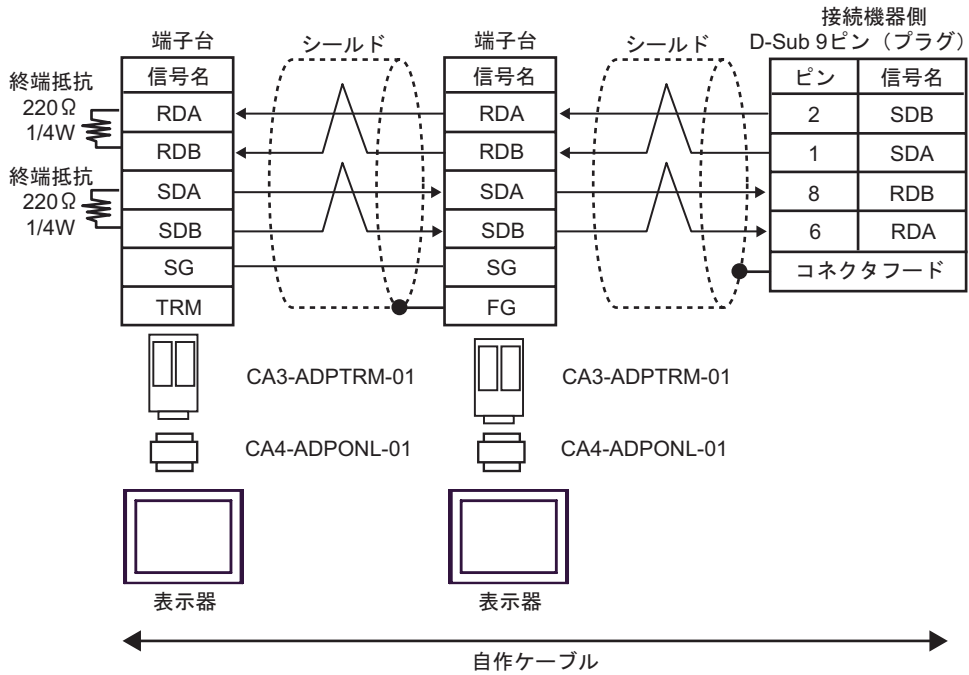 接続機器側
D-Sub 9ピン（プラグ）
端子台
シールド
端子台
シールド
終端抵抗
220Ω
1/4W
終端抵抗
220Ω
1/4W
信号名
RDA
RDB
SDA
SDB
SG
TRM
信号名
RDA
RDB
SDA
SDB
SG
FG
ピン 信号名
2 SDB
1 SDA
8 RDB
6 RDA
コネクタフード
CA3-ADPTRM-01
CA3-ADPTRM-01
CA4-ADPONL-01
CA4-ADPONL-01
表示器
表示器
自作ケーブル